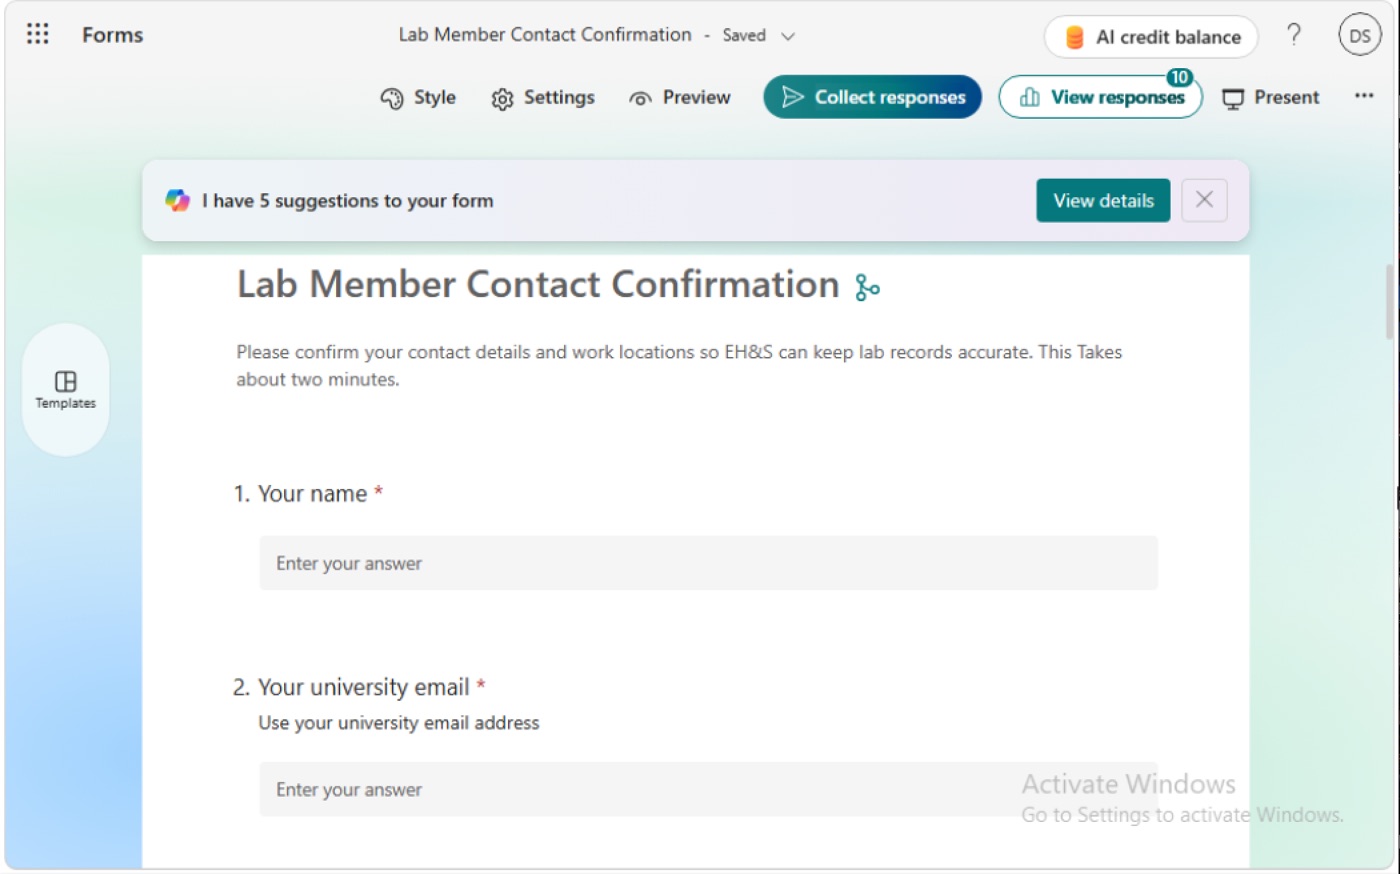 Forms
Lab Member Contact Confirmation - Saved
AI credit balance
?
DS
Style
Settings
Preview
Collect responses
View responses
10
Present
...
I have 5 suggestions to your form
View details
Lab Member Contact Confirmation
Please confirm your contact details and work locations so EH&S can keep lab records accurate. This Takes
about two minutes.
Templates
1. Your name *
Enter your answer
2. Your university email *
Use your university email address
Enter your answer
Activate Windows
Go to Settings to activate Windows.